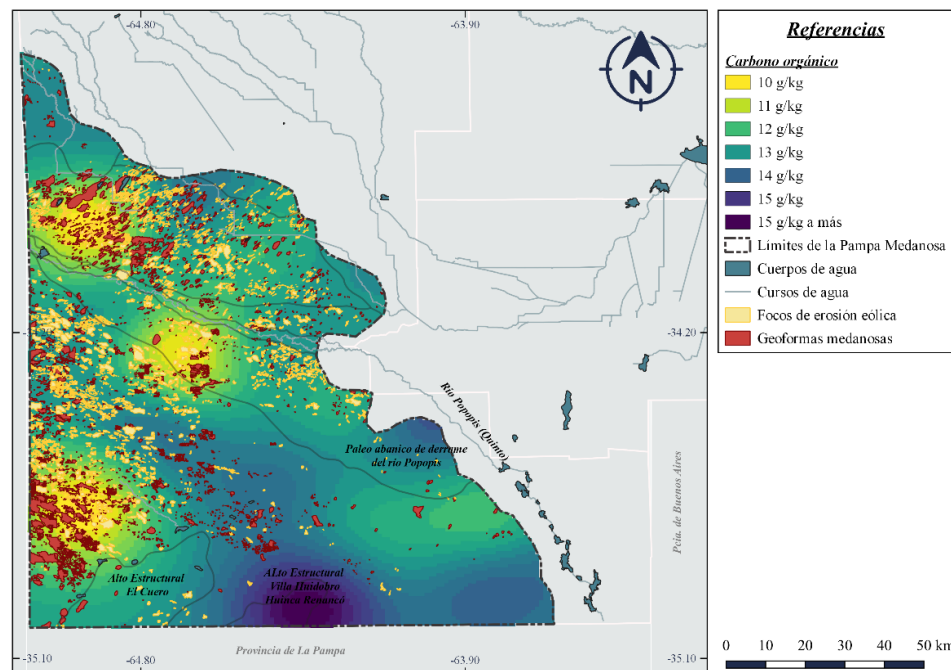 -64.80
-63.90
N
-34.20
Río Popopis (Quinto)
Paleo abanico de derrame
del río Popopis
Pcia. de Buenos Aires
Alto Estructural
El Cuero
ALto Estructural
Villa Huidobro
Huinca Renancó
Provincia de La Pampa
-35.10
-64.80
-63.90
-35.10
Referencias
Carbono orgánico
10 g/kg
11 g/kg
12 g/kg
13 g/kg
14 g/kg
15 g/kg
15 g/kg a más
Límites de la Pampa Medanosa
Cuerpos de agua
Cursos de agua
Focos de erosión eólica
Geoformas medanosas
0 10 20 30 40 50 km